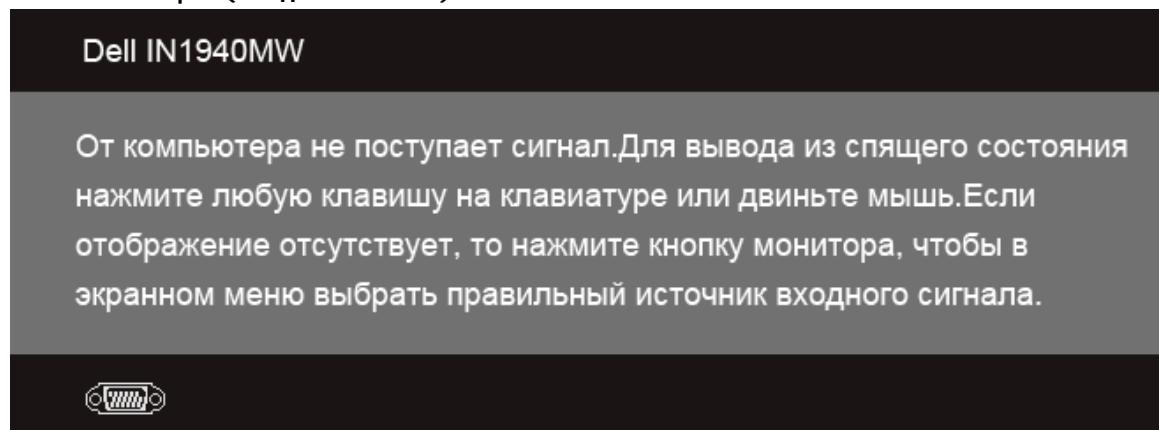 Dell IN1940MW
От компьютера не поступает сигнал.Для вывода из спящего состояния
нажмите любую клавишу на клавиатуре или двиньте мышь.Если
отображение отсутствует, то нажмите кнопку монитора, чтобы в
экранном меню выбрать правильный источник входного сигнала.